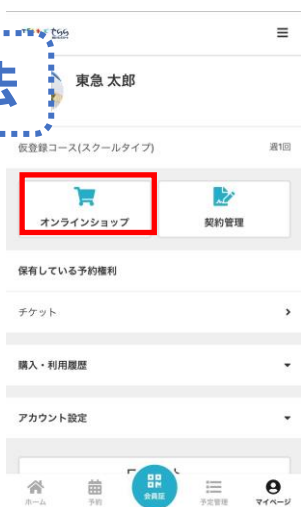 東急 太郎
法
仮登録コース(スクールタイプ)
週1回
オンラインショップ
契約管理
保有している予約権利
チケット
購入・利用履歴
アカウント設定
会員証
ホーム
予約
予定管理
マイページ